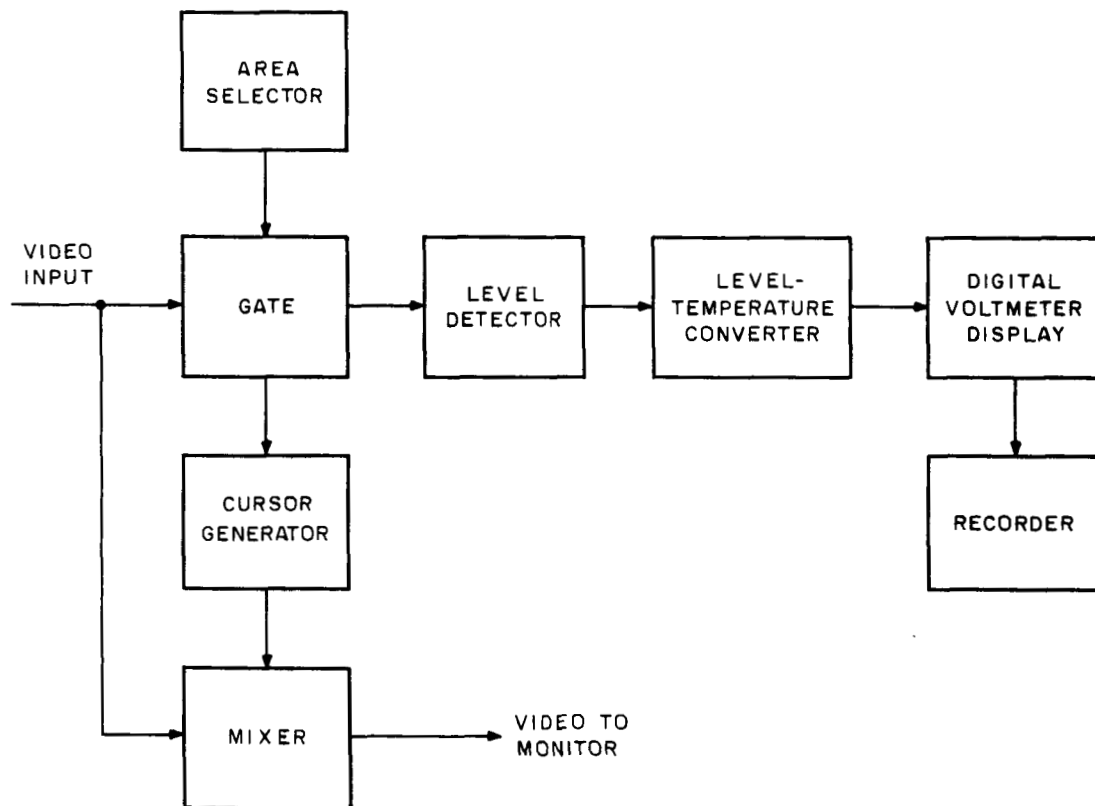 AREA
SELECTOR
VIDEO
INPUT
GATE
LEVEL
DETECTOR
LEVEL-
TEMPERATURE
CONVERTER
DIGITAL
VOLTMETER
DISPLAY
CURSOR
GENERATOR
RECORDER
MIXER
VIDEO TO
MONITOR